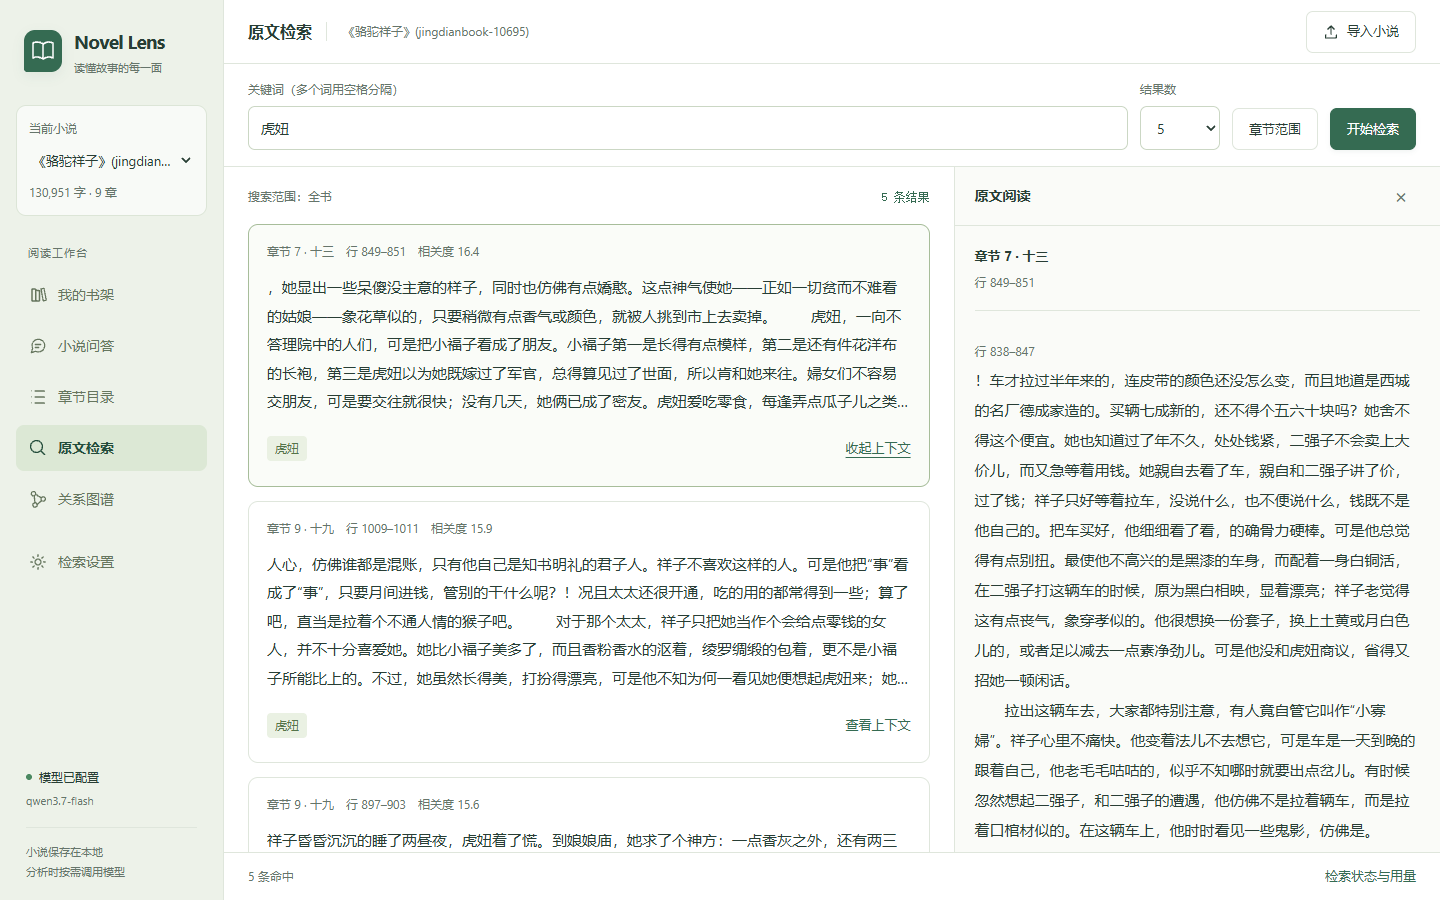 Novel Lens
读懂故事的每一面
当前小说
《骆驼祥子》(jingdian...
130,951 字 · 9 章
阅读工作台
我的书架
小说问答
章节目录
原文检索
关系图谱
检索设置
模型已配置
qwen3.7-flash
小说保存在本地
分析时按需调用模型
原文检索
《骆驼祥子》(jingdianbook-10695)
导入小说
关键词（多个词用空格分隔）
虎妞
结果数
5
章节范围
开始检索
搜索范围：全书
5 条结果
章节 7 · 十三 行 849–851 相关度 16.4
，她显出一些呆傻没主意的样子，同时也仿佛有点嬌憨。这点神气使她——正如一切贫而不难看
的姑娘——象花草似的，只要稍微有点香气或颜色，就被人挑到市上去卖掉。 虎妞，一向不
答理院中的人们，可是把小福子看成了朋友。小福子第一是长得有点模样，第二是还有件花洋布
的长袍，第三是虎妞以为她既嫁过了军官，总得算见过了世面，所以肯和她来往。婦女们不容易
交朋友，可是要交往就很快；没有几天，她俩已成了密友。虎妞爱吃零食，每逢弄点瓜子儿之类...
虎妞
收起上下文
章节 9 · 十九 行 1009–1011 相关度 15.9
人心，仿佛谁都是混账，只有他自己是知书明礼的君子人。祥子不喜欢这样的人。可是他把“事”看
成了“事”，只要月间进钱，管别的干什么呢？！况且太太还很开通，吃的用的都常得到一些；算了
吧，直当是拉着个不通人情的猴子吧。 对于那个太太，祥子只把她当作个会给点零钱的女
人，并不十分喜爱她。她比小福子美多了，而且香粉香水的沤着，绫罗绸缎的包着，更不是小福
子所能比上的。不过，她虽然长得美，打扮得漂亮，可是他不知为何一看见她便想起虎妞来；她...
虎妞
查看上下文
章节 9 · 十九 行 897–903 相关度 15.6
祥子昏昏沉沉的睡了两昼夜，虎妞着了慌。到娘娘庙，她求了个神方：一点香灰之外，还有两三
5 条命中
检索状态与用量
原文阅读
章节 7 · 十三
行 849–851
行 838–847
！车才拉过半年来的，连皮带的颜色还没怎么变，而且地道是西城
的名厂德成家造的。买辆七成新的，还不得个五六十块吗？她舍不
得这个便宜。她也知道过了年不久，处处钱紧，二强子不会卖上大
价儿，而又急等着用钱。她親自去看了车，親自和二强子讲了价，
过了钱；祥子只好等着拉车，没说什么，也不便说什么，钱既不是
他自己的。把车买好，他细细看了看，的确骨力硬棒。可是他总觉
得有点别扭。最使他不高兴的是黑漆的车身，而配着一身白铜活，
在二强子打这辆车的时候，原为黑白相映，显着漂亮；祥子老觉得
这有点丧气，象穿孝似的。他很想换一份套子，换上土黄或月白色
儿的，或者足以减去一点素净劲儿。可是他没和虎妞商议，省得又
招她一顿闲话。
拉出这辆车去，大家都特别注意，有人竟自管它叫作“小寡
婦”。祥子心里不痛快。他变着法儿不去想它，可是车是一天到晚的
跟着自己，他老毛毛咕咕的，似乎不知哪时就要出点岔儿。有时候
忽然想起二强子，和二强子的遭遇，他仿佛不是拉着辆车，而是拉
着口棺材似的。在这辆车上，他时时看见一些鬼影，仿佛是。